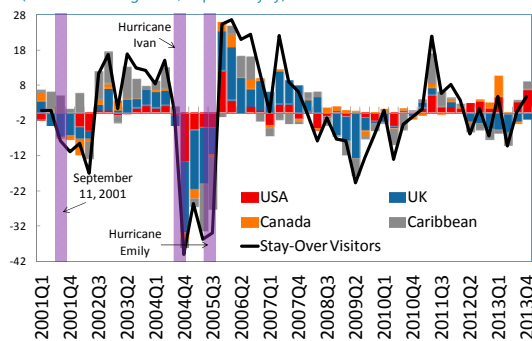 28
18
8
-2
-12
-22
-32
-42
Hurricane
Ivan
September
11, 2001
Hurricane
Emily
USA
UK
Canada
Caribbean
Stay-Over Visitors
2001Q1
2001Q4
2002Q3
2003Q2
2004Q1
2004Q4
2005Q3
2006Q2
2007Q1
2007Q4
2008Q3
2009Q2
2010Q1
2010Q4
2011Q3
2012Q2
2013Q1
2013Q4